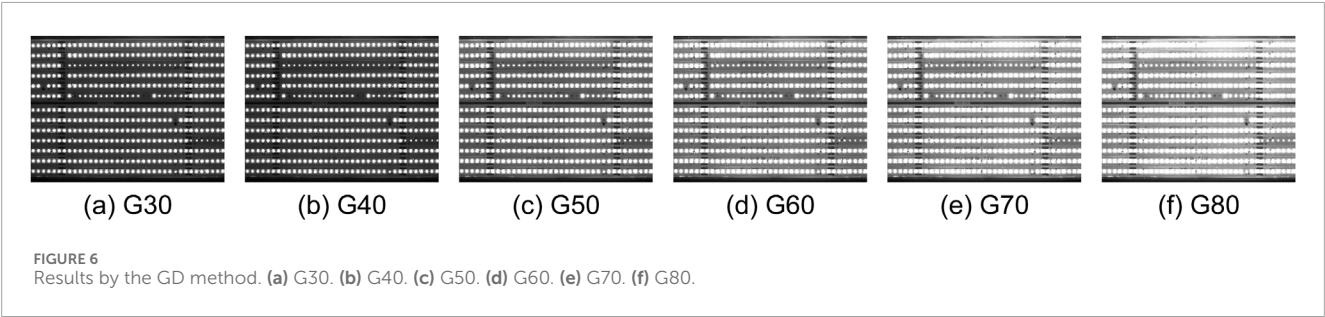 (a) G30 (b) G40 (c) G50 (d) G60 (e) G70 (f) G80
FIGURE 6
Results by the GD method. (a) G30. (b) G40. (c) G50. (d) G60. (e) G70. (f) G80.